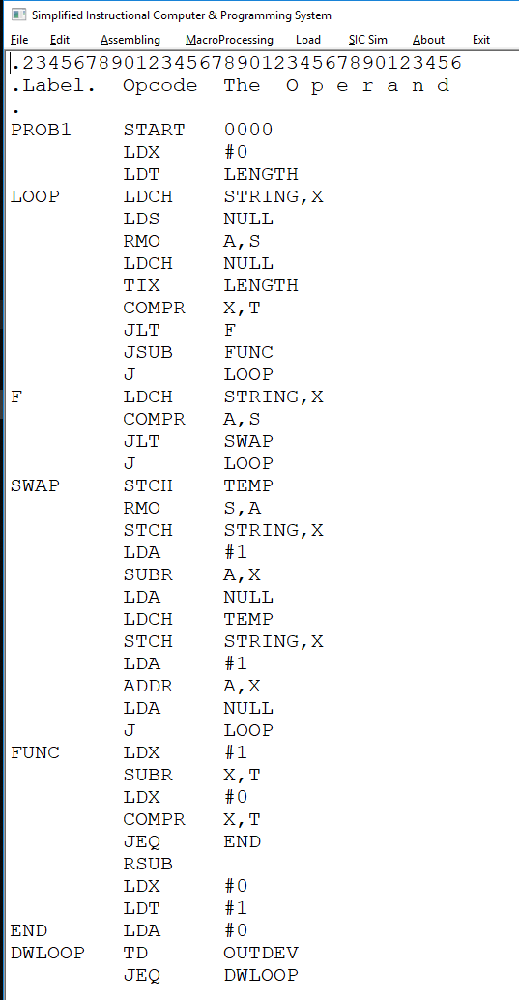 Simplified Instructional Computer & Programming System
File Edit Assembling MacroProcessing Load SIC Sim About Exit
.23456789012345678901234567890123456
.Label. Opcode The O p e r a n d
.
PROB1 START 0000
LDX #0
LDT LENGTH
LOOP LDCH STRING,X
LDS NULL
RMO A,S
LDCH NULL
TIX LENGTH
COMPR X,T
JLT F
JSUB FUNC
J LOOP
F LDCH STRING,X
COMPR A,S
JLT SWAP
J LOOP
SWAP STCH TEMP
RMO S,A
STCH STRING,X
LDA #1
SUBR A,X
LDA NULL
LDCH TEMP
STCH STRING,X
LDA #1
ADDR A,X
LDA NULL
J LOOP
FUNC LDX #1
SUBR X,T
LDX #0
COMPR X,T
JEQ END
RSUB
LDX #0
LDT #1
END LDA #0
DWLOOP TD OUTDEV
JEQ DWLOOP